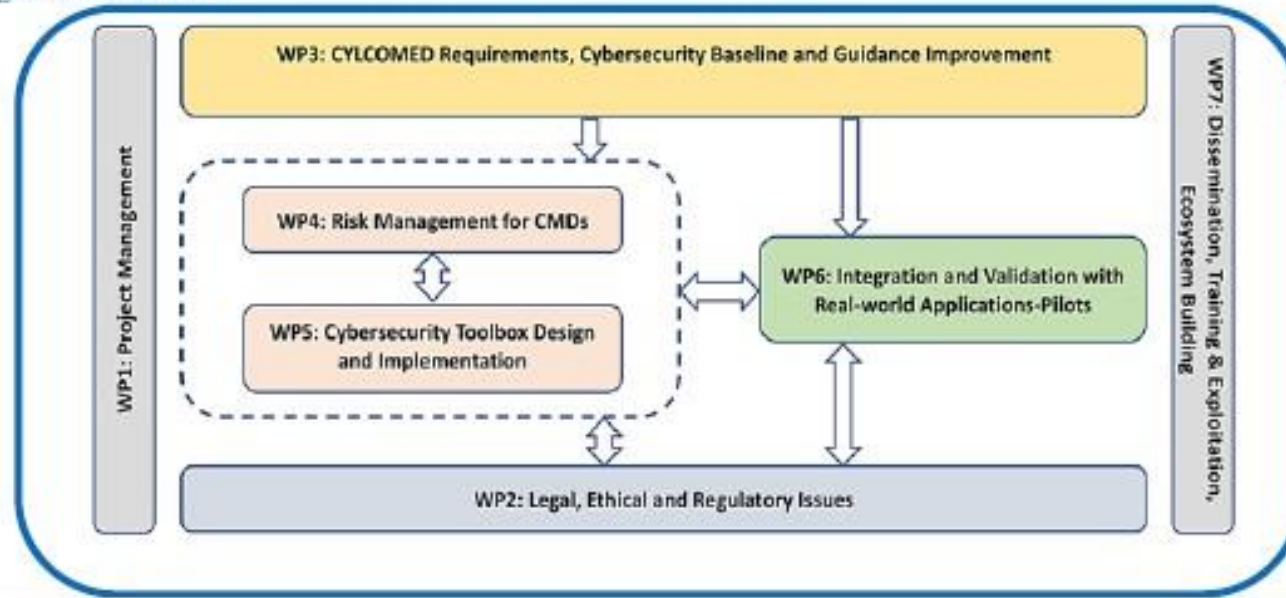 WP1: Project Management
WP3: CYLCOMED Requirements, Cybersecurity Baseline and Guidance Improvement
WP4: Risk Management for CMDs
WP5: Cybersecurity Toolbox Design
and Implementation
WP6: Integration and Validation with
Real-world Applications-Pilots
WP2: Legal, Ethical and Regulatory Issues
WP7: Dissemination, Training & Exploitation,
Ecosystem Building